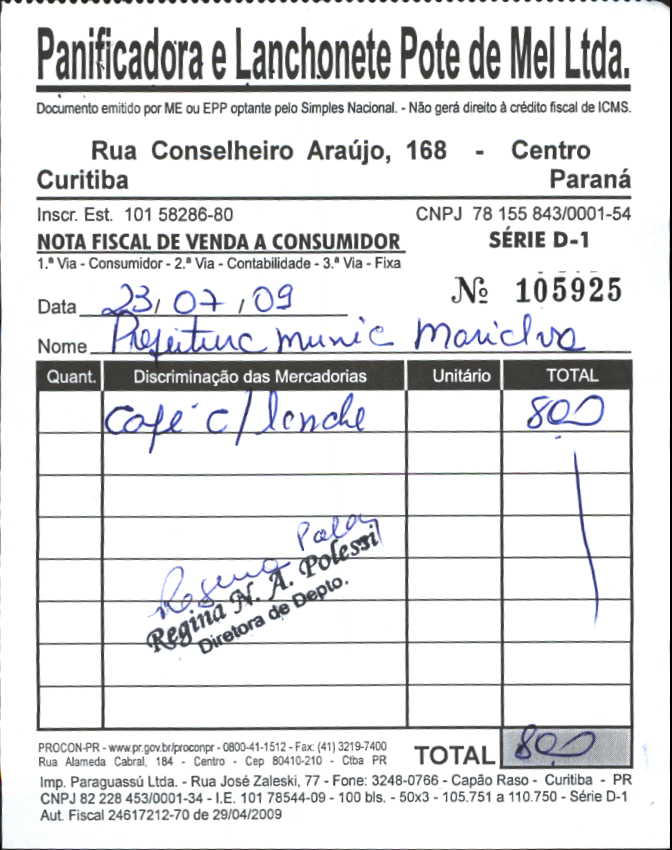 Panificadora e Lanchonete Pote de Mel Ltda.
Documento emitido por ME ou EPP optante pelo Simples Nacional. - Não gerá direito à crédito fiscal de ICMS.
Rua Conselheiro Araújo, 168 - Centro
Curitiba Paraná
Inscr. Est. 101 58286-80 CNPJ 78 155 843/0001-54
NOTA FISCAL DE VENDA A CONSUMIDOR SÉRIE D-1
1.ª Via - Consumidor - 2.ª Via - Contabilidade - 3.ª Via - Fixa
Nº 105925
Data 23/07/09
Nome Prefeitura munic Marialva
Quant. Discriminação das Mercadorias Unitário TOTAL
Café c/ lanche 8,00
Regina N. A. Polessi
Diretora de Depto.
PROCON-PR - www.pr.gov.br/proconpr - 0800-41-1512 - Fax: (41) 3219-7400
Rua Alameda Cabral, 184 - Centro - Cep 80410-210 - Ctba PR
TOTAL 8,00
Imp. Paraguassú Ltda. - Rua José Zaleski, 77 - Fone: 3248-0766 - Capão Raso - Curitiba - PR
CNPJ 82 228 453/0001-34 - I.E. 101 78544-09 - 100 bls. - 50x3 - 105.751 a 110.750 - Série D-1
Aut. Fiscal 24617212-70 de 29/04/2009